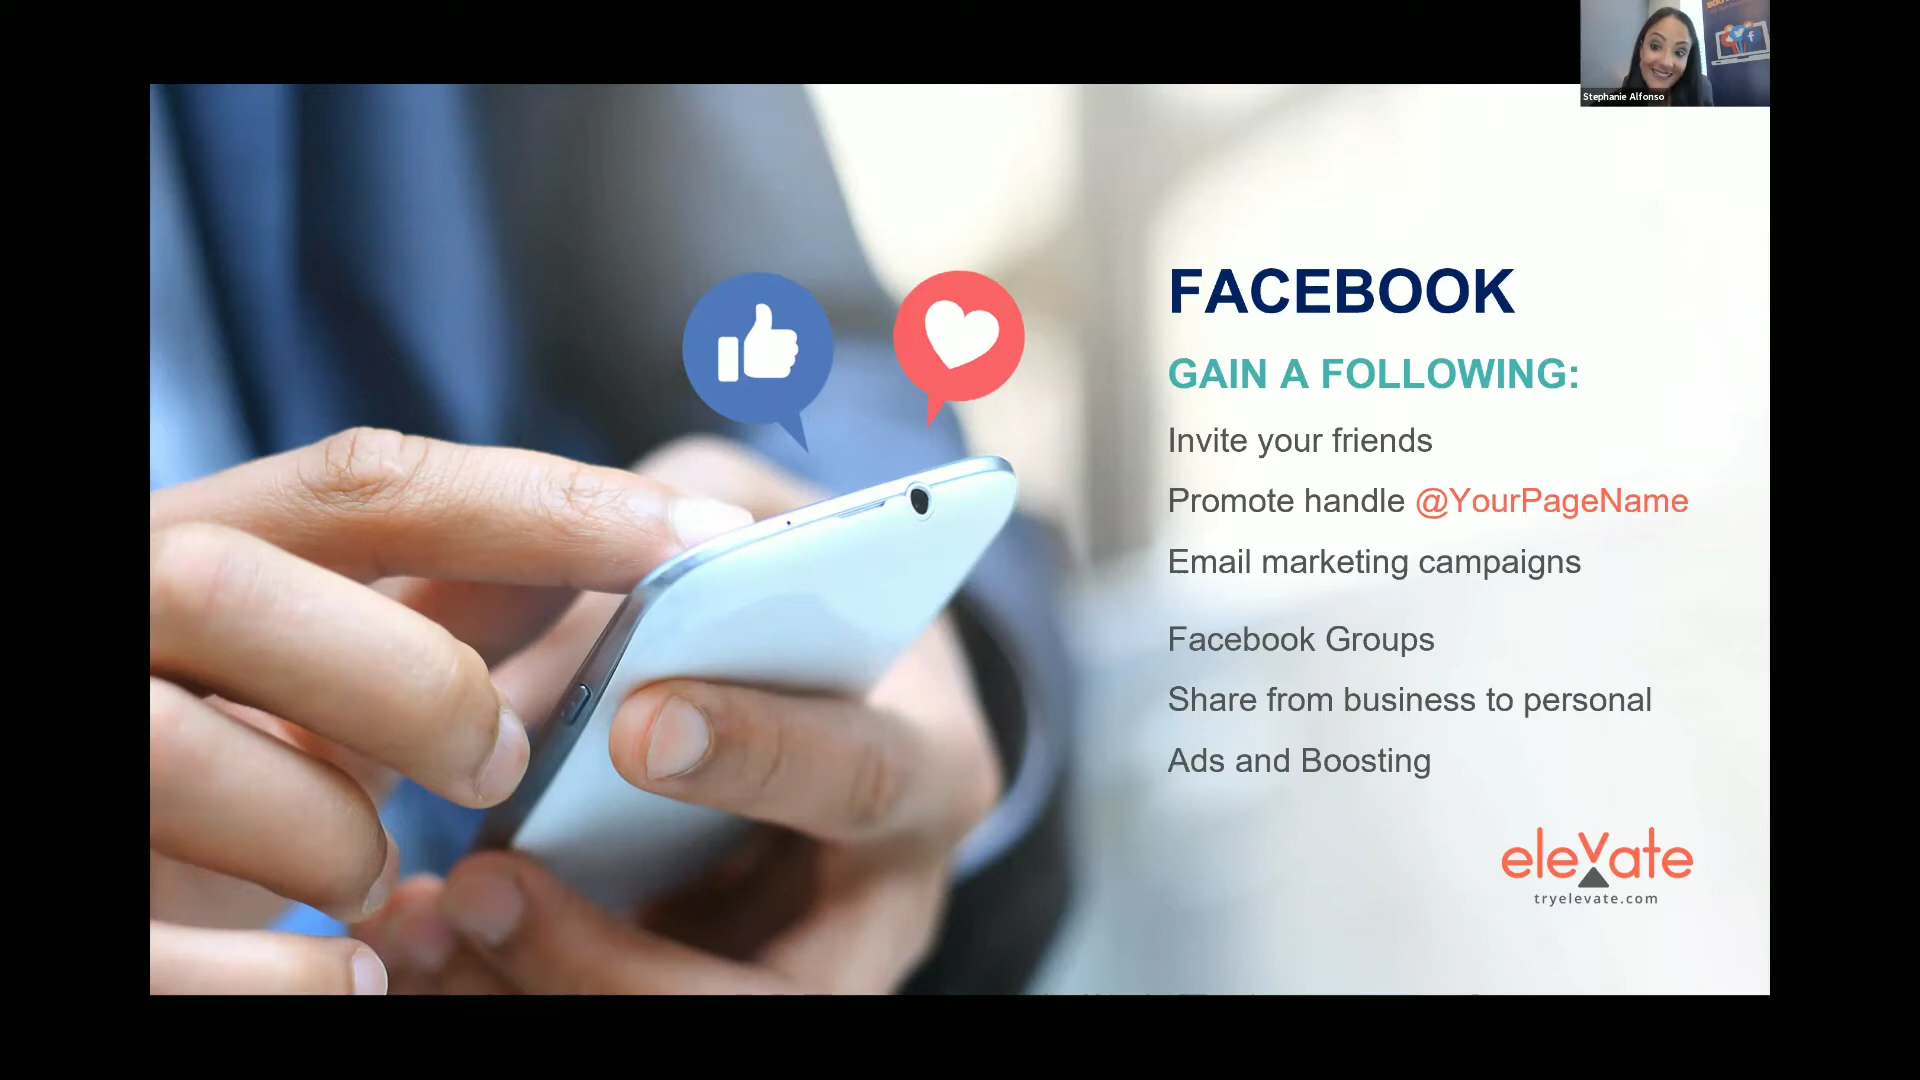 Stephanie Alfonso
FACEBOOK
GAIN A FOLLOWING:
Invite your friends
Promote handle @YourPageName
Email marketing campaigns
Facebook Groups
Share from business to personal
Ads and Boosting
elevate
tryelevate.com